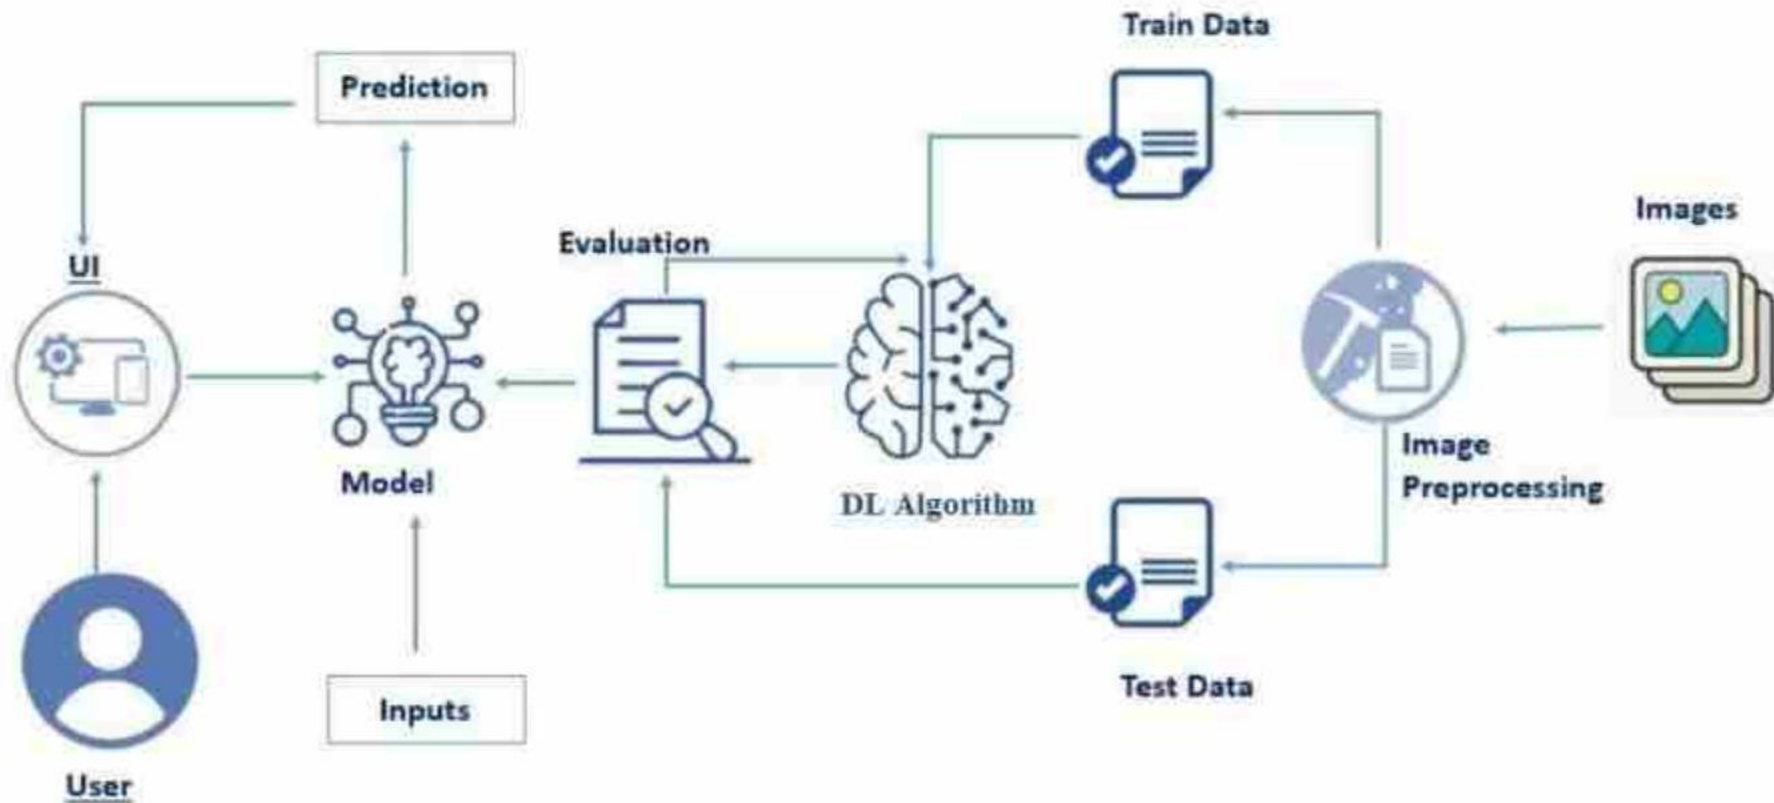 Train Data
Prediction
Images
Evaluation
UI
Image
Preprocessing
Model
DL Algorithm
Test Data
Inputs
User